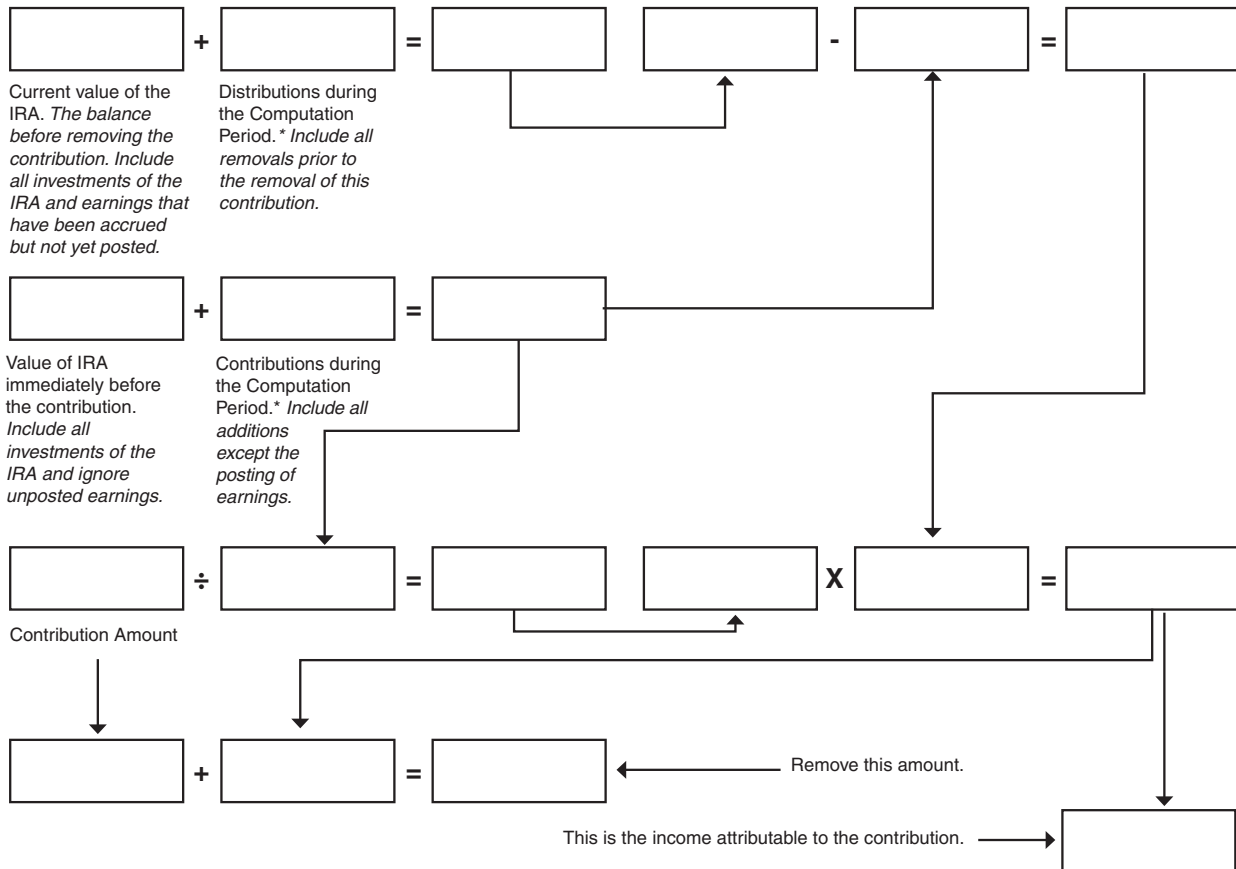 + = - =
Current value of the
IRA. The balance
before removing the
contribution. Include
all investments of the
IRA and earnings that
have been accrued
but not yet posted.
Distributions during
the Computation
Period.* Include all
removals prior to
the removal of this
contribution.
+ =
Value of IRA
immediately before
the contribution.
Include all
investments of the
IRA and ignore
unposted earnings.
Contributions during
the Computation
Period.* Include all
additions
except the
posting of
earnings.
÷ = X =
Contribution Amount
+ =
Remove this amount.
This is the income attributable to the contribution.